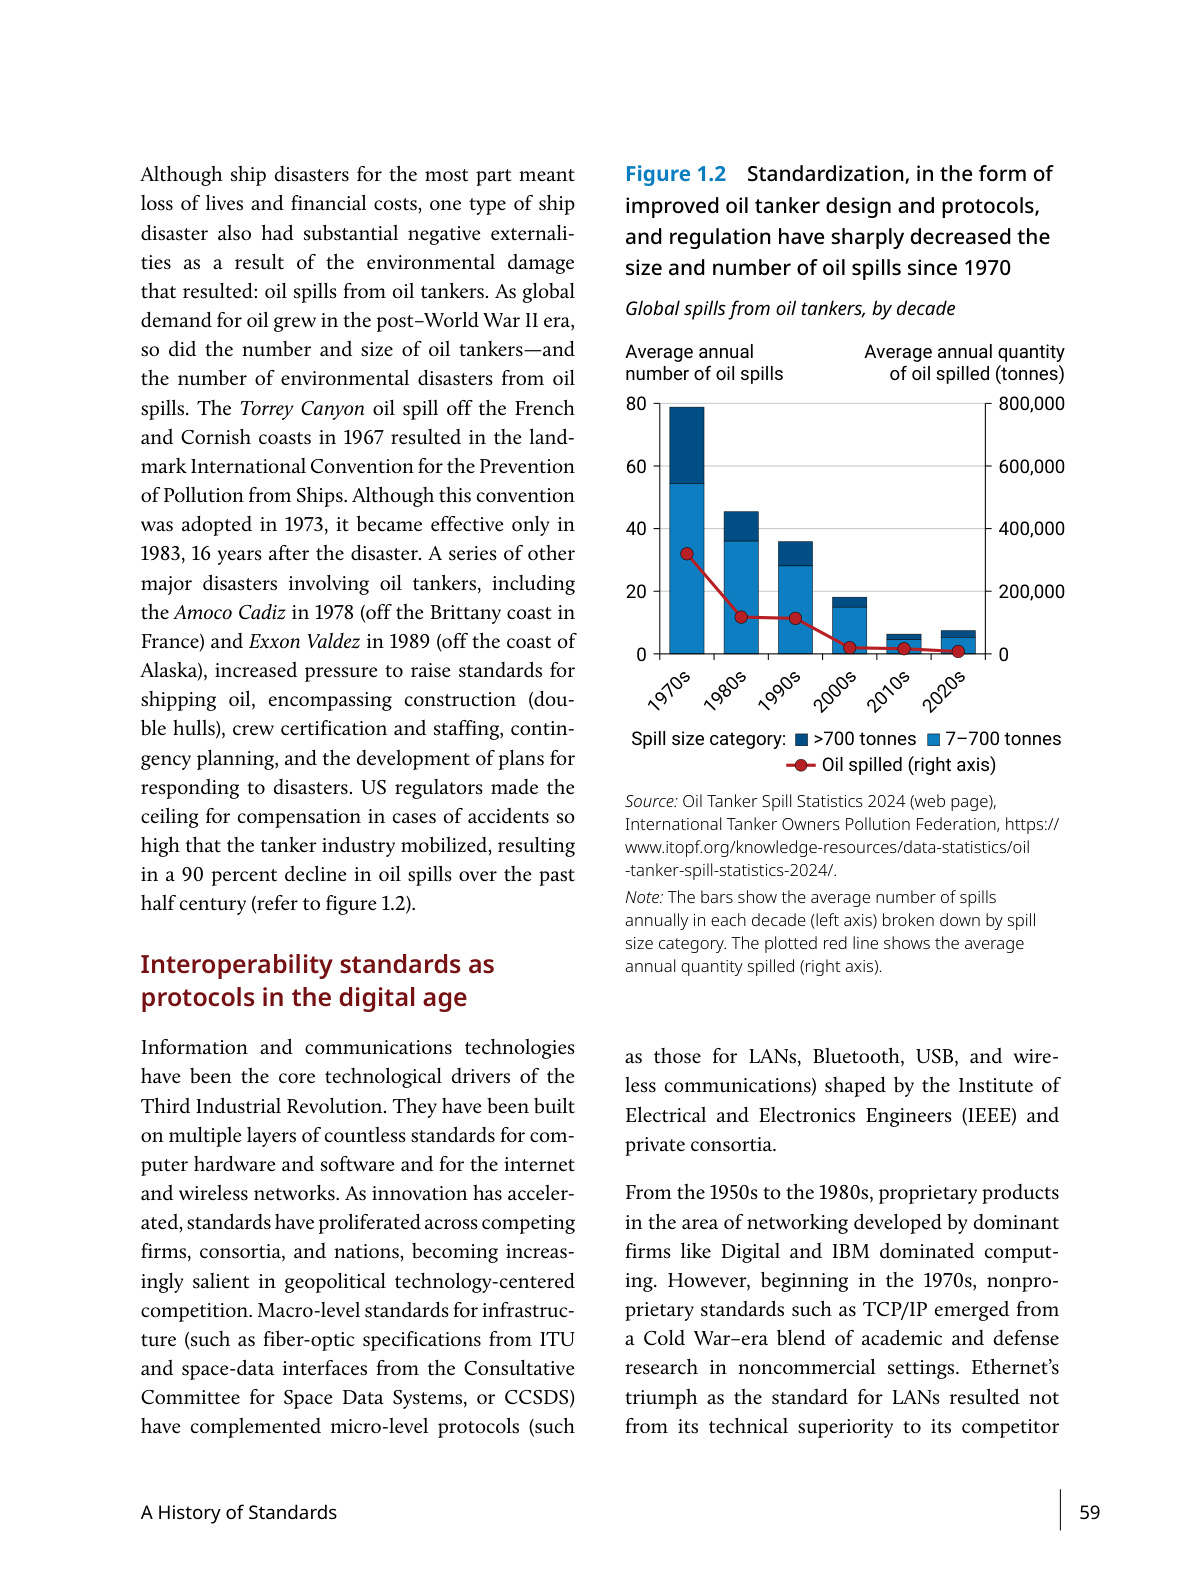 Although ship disasters for the most part meant
loss of lives and financial costs, one type of ship
disaster also had substantial negative externali-
ties as a result of the environmental damage
that resulted: oil spills from oil tankers. As global
demand for oil grew in the post–World War II era,
so did the number and size of oil tankers—and
the number of environmental disasters from oil
spills. The Torrey Canyon oil spill off the French
and Cornish coasts in 1967 resulted in the land-
mark International Convention for the Prevention
of Pollution from Ships. Although this convention
was adopted in 1973, it became effective only in
1983, 16 years after the disaster. A series of other
major disasters involving oil tankers, including
the Amoco Cadiz in 1978 (off the Brittany coast in
France) and Exxon Valdez in 1989 (off the coast of
Alaska), increased pressure to raise standards for
shipping oil, encompassing construction (dou-
ble hulls), crew certification and staffing, contin-
gency planning, and the development of plans for
responding to disasters. US regulators made the
ceiling for compensation in cases of accidents so
high that the tanker industry mobilized, resulting
in a 90 percent decline in oil spills over the past
half century (refer to figure 1.2).
Interoperability standards as
protocols in the digital age
Information and communications technologies
have been the core technological drivers of the
Third Industrial Revolution. They have been built
on multiple layers of countless standards for com-
puter hardware and software and for the internet
and wireless networks. As innovation has acceler-
ated, standards have proliferated across competing
firms, consortia, and nations, becoming increas-
ingly salient in geopolitical technology-centered
competition. Macro-level standards for infrastruc-
ture (such as fiber-optic specifications from ITU
and space-data interfaces from the Consultative
Committee for Space Data Systems, or CCSDS)
have complemented micro-level protocols (such
Figure 1.2 Standardization, in the form of
improved oil tanker design and protocols,
and regulation have sharply decreased the
size and number of oil spills since 1970
Global spills from oil tankers, by decade
Average annual
number of oil spills
Average annual quantity
of oil spilled (tonnes)
80 800,000
60 600,000
40 400,000
20 200,000
0 0
1970s 1980s 1990s 2000s 2010s 2020s
Spill size category: >700 tonnes 7–700 tonnes
Oil spilled (right axis)
Source: Oil Tanker Spill Statistics 2024 (web page),
International Tanker Owners Pollution Federation, https://
www.itopf.org/knowledge-resources/data-statistics/oil
-tanker-spill-statistics-2024/.
Note: The bars show the average number of spills
annually in each decade (left axis) broken down by spill
size category. The plotted red line shows the average
annual quantity spilled (right axis).
as those for LANs, Bluetooth, USB, and wire-
less communications) shaped by the Institute of
Electrical and Electronics Engineers (IEEE) and
private consortia.
From the 1950s to the 1980s, proprietary products
in the area of networking developed by dominant
firms like Digital and IBM dominated comput-
ing. However, beginning in the 1970s, nonpro-
prietary standards such as TCP/IP emerged from
a Cold War–era blend of academic and defense
research in noncommercial settings. Ethernet's
triumph as the standard for LANs resulted not
from its technical superiority to its competitor
A History of Standards
59